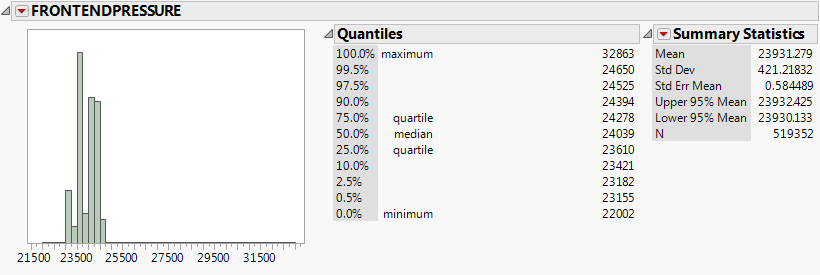 FRONTENDPRESSURE
Quantiles
100.0% maximum 32863
99.5% 24650
97.5% 24525
90.0% 24394
75.0% quartile 24278
50.0% median 24039
25.0% quartile 23610
10.0% 23421
2.5% 23182
0.5% 23155
0.0% minimum 22002
Summary Statistics
Mean 23931.279
Std Dev 421.21832
Std Err Mean 0.584489
Upper 95% Mean 23932.425
Lower 95% Mean 23930.133
N 519352
21500 23500 25500 27500 29500 31500